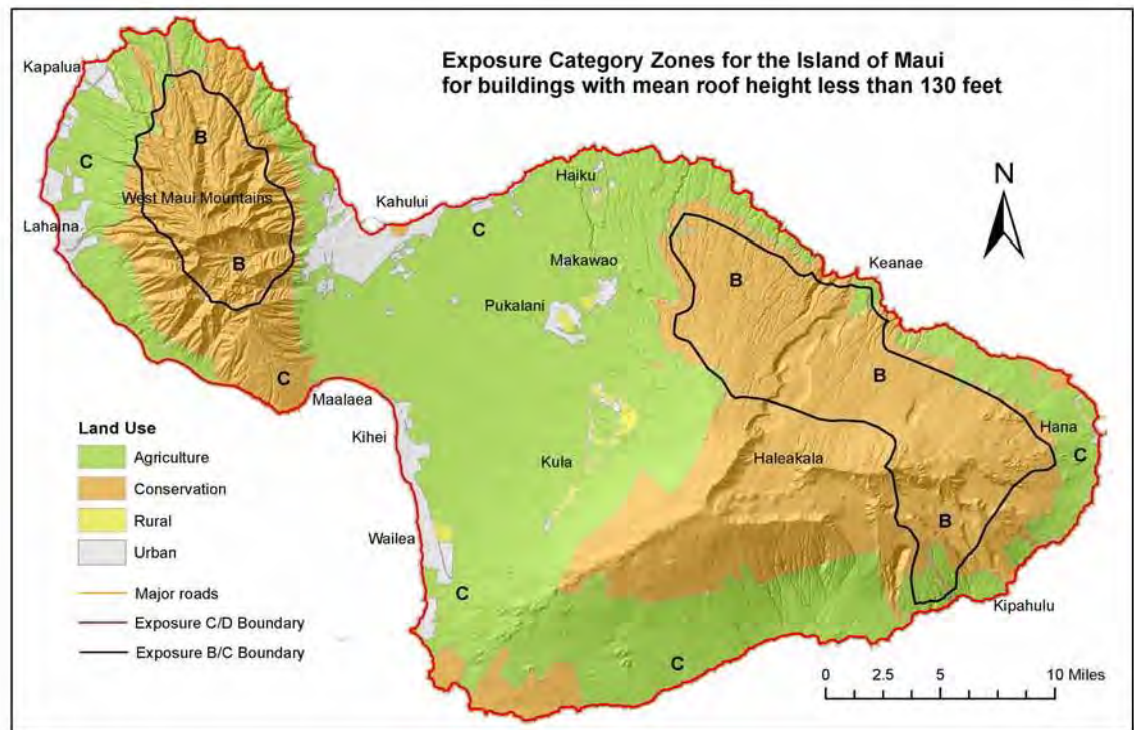 Exposure Category Zones for the Island of Maui
for buildings with mean roof height less than 130 feet
Kapalua
B
C
West Maui Mountains
Lahaina
B
Kahului
C
Haiku
Makawao
Pukalani
N
Keanae
B
B
C
Maalaea
Kihei
Kula
Haleakala
Hana
C
B
Wailea
C
Kipahulu
C
Land Use
Agriculture
Conservation
Rural
Urban
Major roads
Exposure C/D Boundary
Exposure B/C Boundary
0 2.5 5 10 Miles